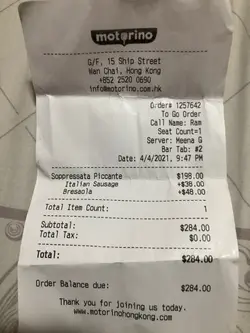 motorino
G/F, 15 Ship Street
Wan Chai, Hong Kong
+852 2520 0690
info@motorino.com.hk
Order# 1257642
To Go Order
Call Name: Ram
Seat Count=1
Server: Meena G
Bar Tab: #2
Date: 4/4/2021, 9:47 PM
Soppressata Piccante $198.00
Italian Sausage +$38.00
Bresaola +$48.00
Total Item Count: 1
Subtotal: $284.00
Total Tax: $0.00
Total: $284.00
Order Balance due: $284.00
Thank you for joining us today.
www.motorinohongkong.com